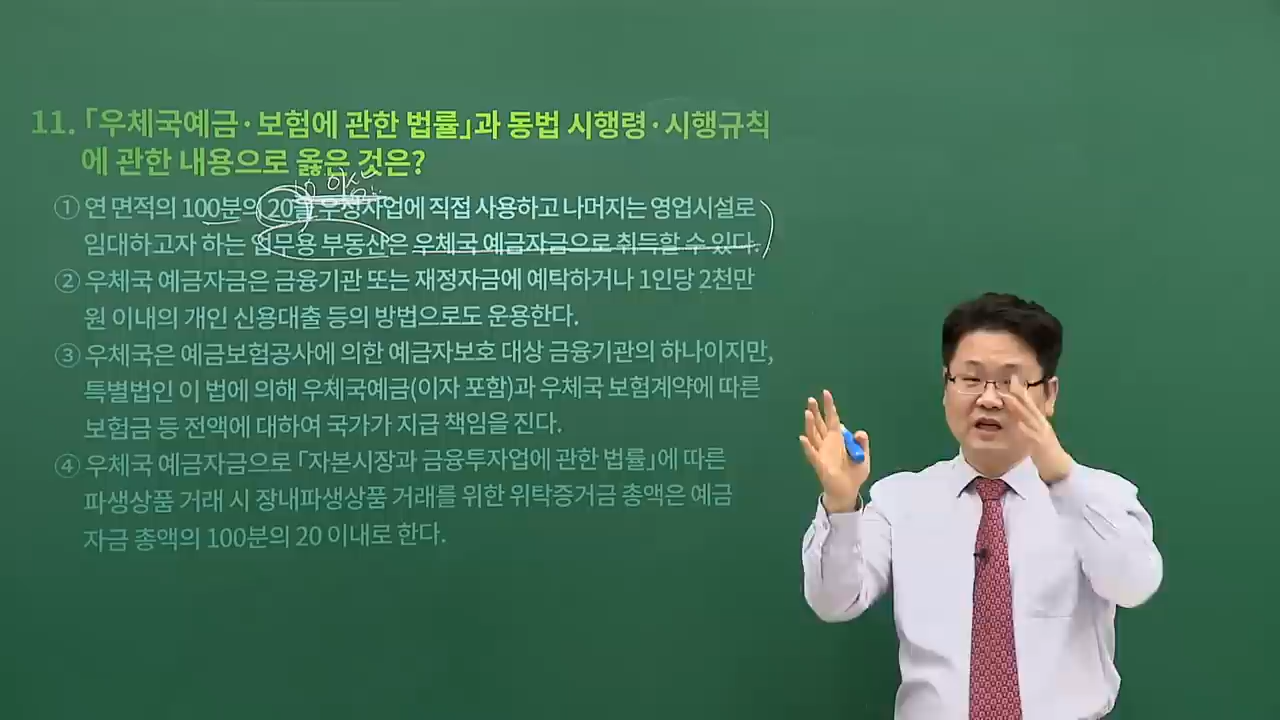 11. 「우체국예금·보험에 관한 법률」과 동법 시행령·시행규칙
에 관한 내용으로 옳은 것은?
① 연 면적의 100분의 20을 우정사업에 직접 사용하고 나머지는 영업시설로
임대하고자 하는 업무용 부동산은 우체국 예금자금으로 취득할 수 있다.
② 우체국 예금자금은 금융기관 또는 재정자금에 예탁하거나 1인당 2천만
원 이내의 개인 신용대출 등의 방법으로도 운용한다.
③ 우체국은 예금보험공사에 의한 예금자보호 대상 금융기관의 하나이지만,
특별법인 이 법에 의해 우체국예금(이자 포함)과 우체국 보험계약에 따른
보험금 등 전액에 대하여 국가가 지급 책임을 진다.
④ 우체국 예금자금으로 「자본시장과 금융투자업에 관한 법률」에 따른
파생상품 거래 시 장내파생상품 거래를 위한 위탁증거금 총액은 예금
자금 총액의 100분의 20 이내로 한다.